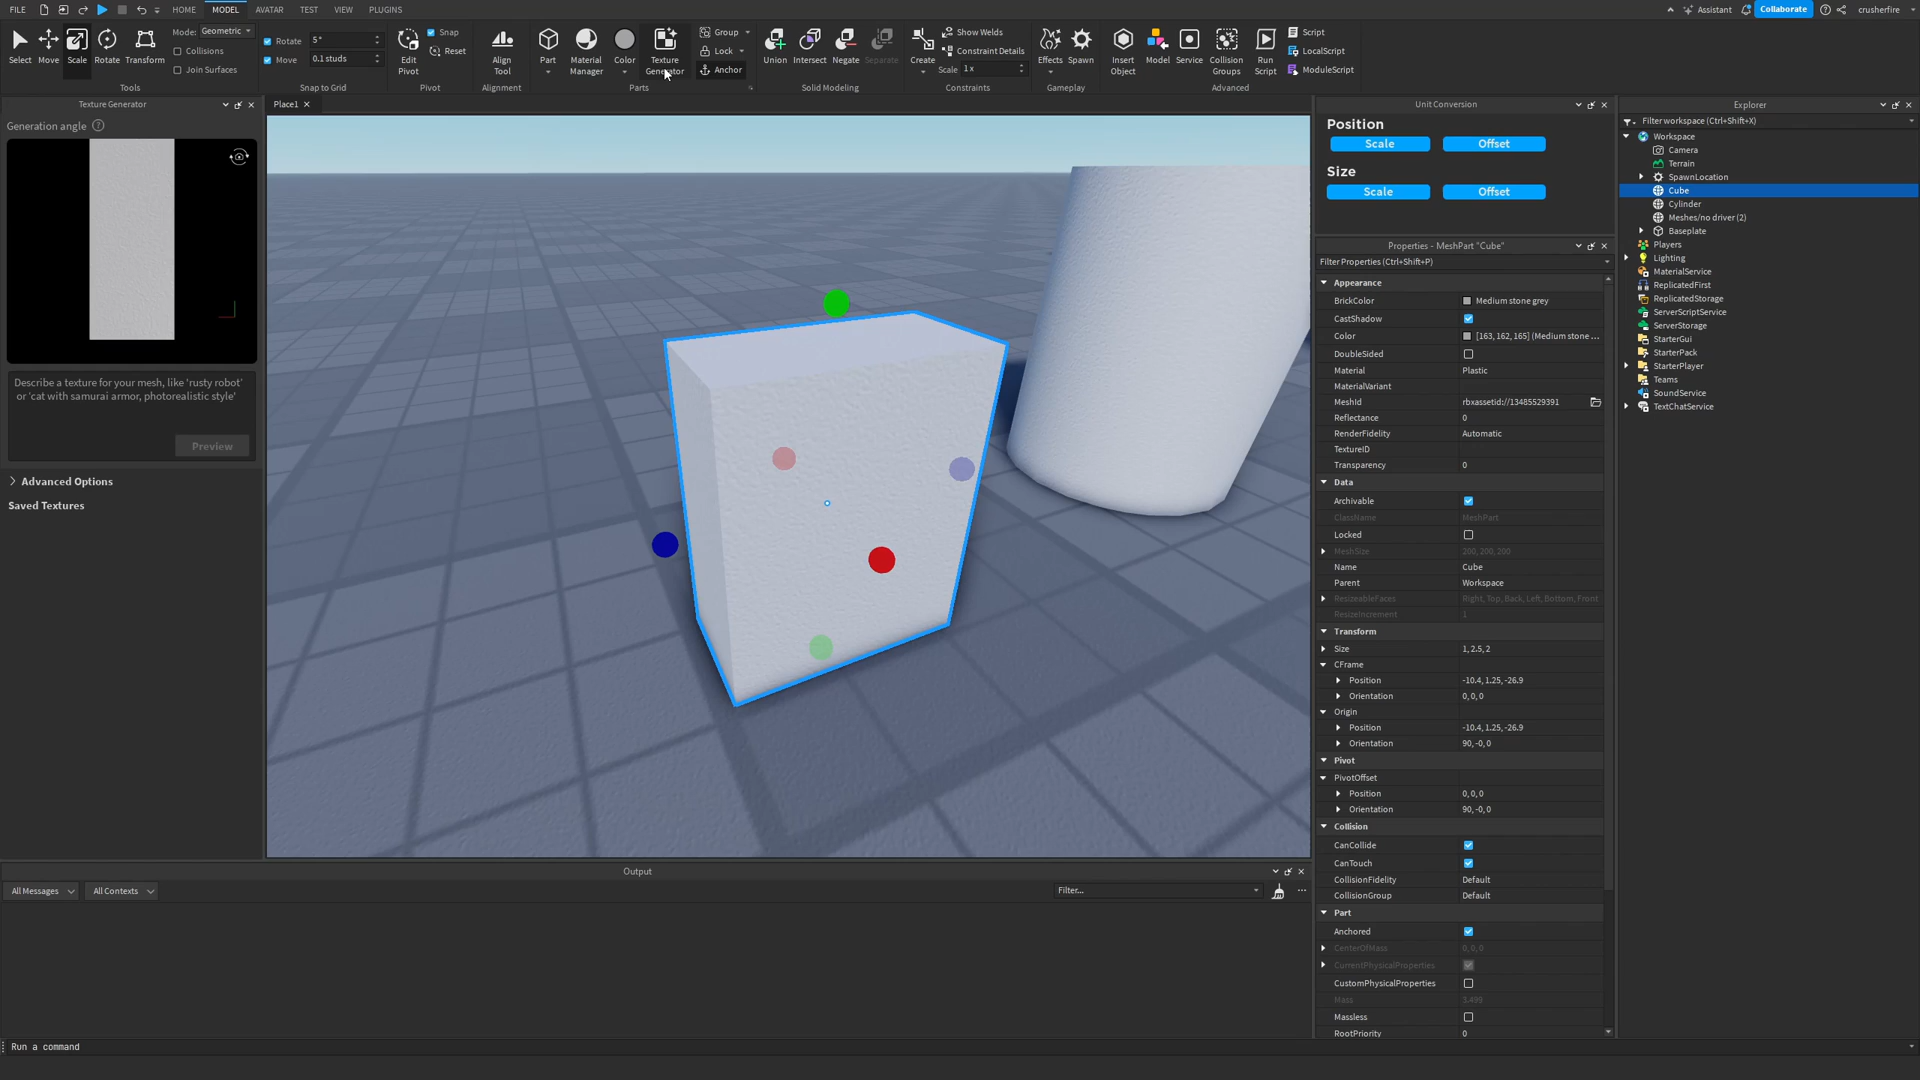 FILE HOME MODEL AVATAR TEST VIEW PLUGINS Assistant Collaborate crusherfire
Select Move Scale Rotate Transform
Mode: Geometric
Collisions
Join Surfaces
Tools
Rotate 5°
Move 0.1 studs
Snap to Grid
Edit Pivot
Snap
Reset
Pivot
Align Tool
Alignment
Part Material Manager Color Texture Generator
Group
Lock
Anchor
Parts
Union Intersect Negate Separate
Solid Modeling
Create
Show Welds
Constraint Details
Scale 1 x
Constraints
Effects Spawn
Gameplay
Insert Object Model Service Collision Groups Run Script
Script
LocalScript
ModuleScript
Advanced
Texture Generator
Generation angle ?
Describe a texture for your mesh, like 'rusty robot'
or 'cat with samurai armor, photorealistic style'
Preview
Advanced Options
Saved Textures
Place1
Output
All Messages All Contexts Filter...
Run a command
Unit Conversion
Position
Scale Offset
Size
Scale Offset
Properties - MeshPart "Cube"
Filter Properties (Ctrl+Shift+P)
Appearance
BrickColor Medium stone grey
CastShadow
Color [163, 162, 165] (Medium stone ...
DoubleSided
Material Plastic
MaterialVariant
MeshId rbxassetid://13485529391
Reflectance 0
RenderFidelity Automatic
TextureID
Transparency 0
Data
Archivable
ClassName MeshPart
Locked
MeshSize 200, 200, 200
Name Cube
Parent Workspace
ResizeableFaces Right, Top, Back, Left, Bottom, Front
ResizeIncrement 1
Transform
Size 1, 2.5, 2
CFrame
Position -10.4, 1.25, -26.9
Orientation 0, 0, 0
Origin
Position -10.4, 1.25, -26.9
Orientation 90, -0, 0
Pivot
PivotOffset
Position 0, 0, 0
Orientation 90, -0, 0
Collision
CanCollide
CanTouch
CollisionFidelity Default
CollisionGroup Default
Part
Anchored
CenterOfMass 0, 0, 0
CurrentPhysicalProperties
CustomPhysicalProperties
Mass 3.499
Massless
RootPriority 0
Explorer
Filter workspace (Ctrl+Shift+X)
Workspace
Camera
Terrain
SpawnLocation
Cube
Cylinder
Meshes/no driver (2)
Baseplate
Players
Lighting
MaterialService
ReplicatedFirst
ReplicatedStorage
ServerScriptService
ServerStorage
StarterGui
StarterPack
StarterPlayer
Teams
SoundService
TextChatService